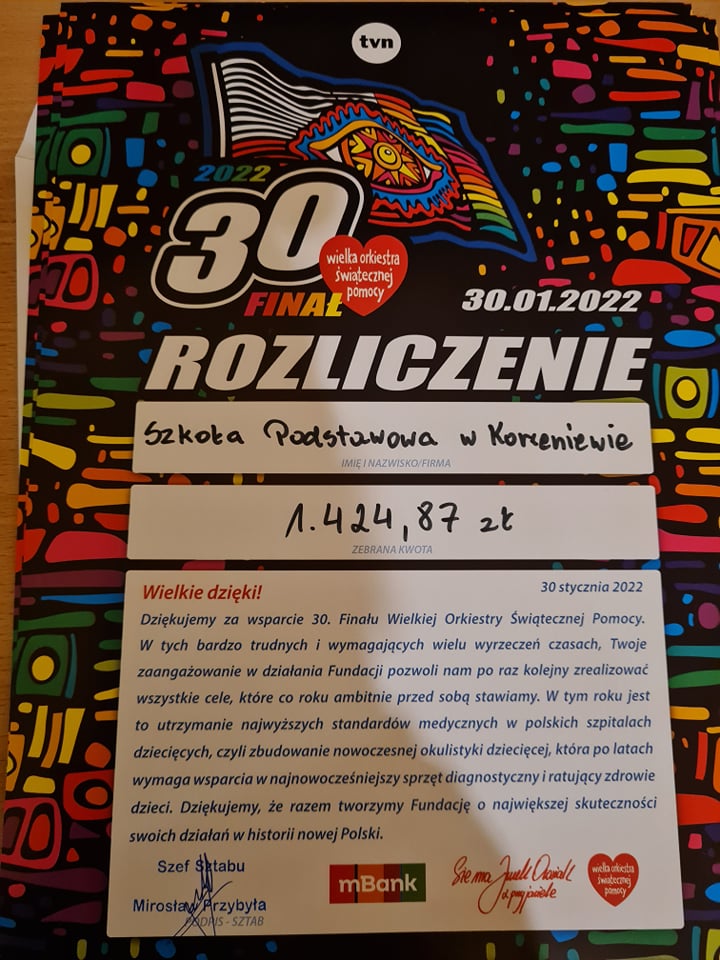 tvn
2022
30
FINAŁ
wielka orkiestra
świątecznej
pomocy
30.01.2022
ROZLICZENIE
Szkoła Podstawowa w Korzeniewie
IMIĘ I NAZWISKO/FIRMA
1.424,87 zł
ZEBRANA KWOTA
Wielkie dzięki!
30 stycznia 2022
Dziękujemy za wsparcie 30. Finału Wielkiej Orkiestry Świątecznej Pomocy.
W tych bardzo trudnych i wymagających wielu wyrzeczeń czasach, Twoje
zaangażowanie w działania Fundacji pozwoli nam po raz kolejny zrealizować
wszystkie cele, które co roku ambitnie przed sobą stawiamy. W tym roku jest
to utrzymanie najwyższych standardów medycznych w polskich szpitalach
dziecięcych, czyli zbudowanie nowoczesnej okulistyki dziecięcej, która po latach
wymaga wsparcia w najnowocześniejszy sprzęt diagnostyczny i ratujący zdrowie
dzieci. Dziękujemy, że razem tworzymy Fundację o największej skuteczności
swoich działań w historii nowej Polski.
Szef Sztabu
Mirosław Przybyła
PODPIS - SZTAB
mBank
Sie ma Jurek Owsiak
z przyjaciele
wielka orkiestra
świątecznej
pomocy